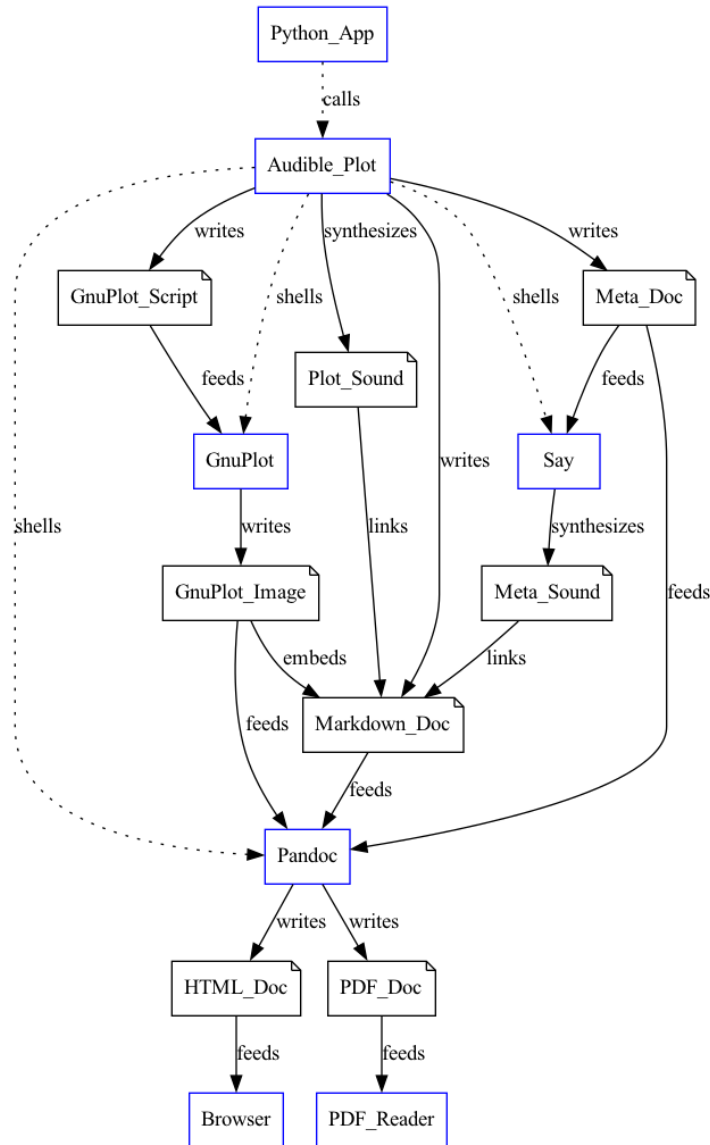 Python_App
calls
Audible_Plot
writes
synthesizes
writes
GnuPlot_Script
shells
shells
Meta_Doc
Plot_Sound
feeds
feeds
GnuPlot
writes
Say
shells
writes
links
synthesizes
feeds
GnuPlot_Image
Meta_Sound
embeds
links
feeds
Markdown_Doc
feeds
Pandoc
writes
writes
HTML_Doc
PDF_Doc
feeds
feeds
Browser
PDF_Reader